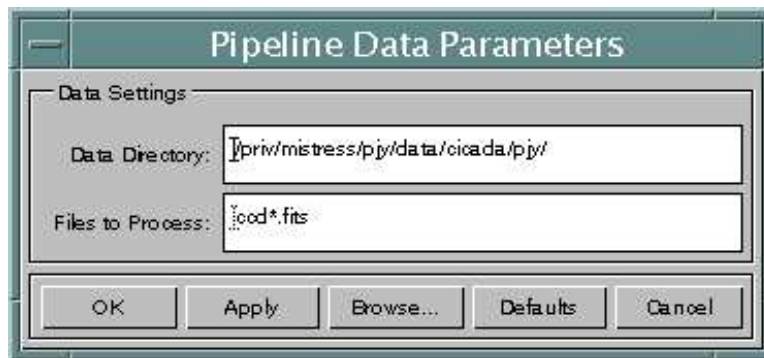 Pipeline Data Parameters
Data Settings
Data Directory: /priv/mistress/pjy/data/cicada/pjy/
Files to Process: ccd*.fits
OK Apply Browse... Defaults Cancel